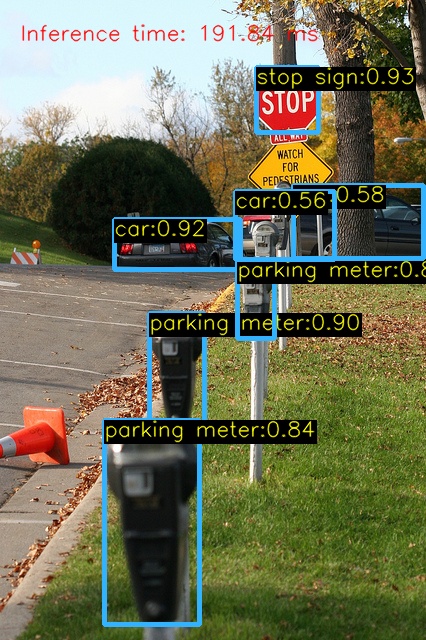 Inference time: 191.84 ms
stop sign:0.93
STOP
ALL WAY
WATCH
FOR
PEDESTRIANS
car:0.56
0.58
car:0.92
parking meter:0.8
parking meter:0.90
parking meter:0.84